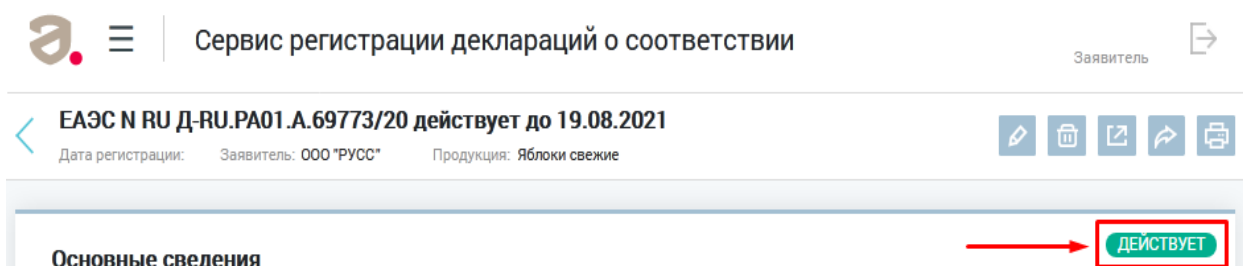 Сервис регистрации деклараций о соответствии
Заявитель
ЕАЭС N RU Д-RU.РА01.А.69773/20 действует до 19.08.2021
Дата регистрации: Заявитель: ООО "РУСС" Продукция: Яблоки свежие
ДЕЙСТВУЕТ
Основные сведения